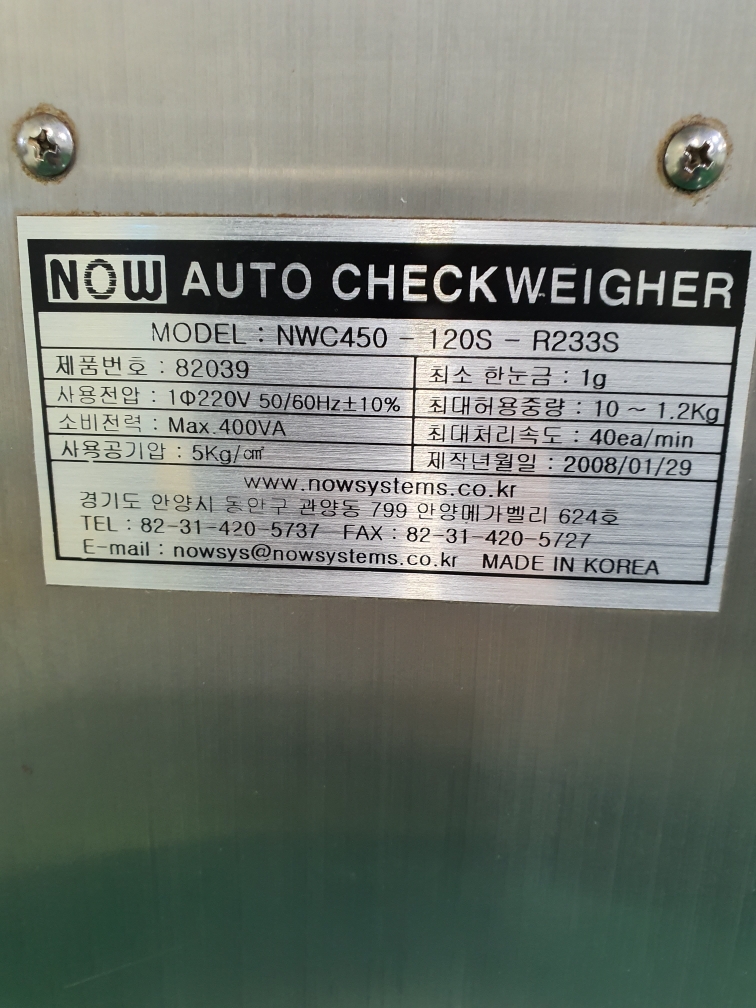 NOW AUTO CHECKWEIGHER
MODEL : NWC450 - 120S - R233S
제품번호 : 82039
최소 한눈금 : 1g
사용전압 : 1Φ220V 50/60Hz±10%
최대허용중량 : 10 ~ 1.2Kg
소비전력 : Max.400VA
최대처리속도 : 40ea/min
사용공기압 : 5Kg/㎠
제작년월일 : 2008/01/29
www.nowsystems.co.kr
경기도 안양시 동안구 관양동 799 안양메가벨리 624호
TEL : 82-31-420-5737 FAX : 82-31-420-5727
E-mail : nowsys@nowsystems.co.kr MADE IN KOREA